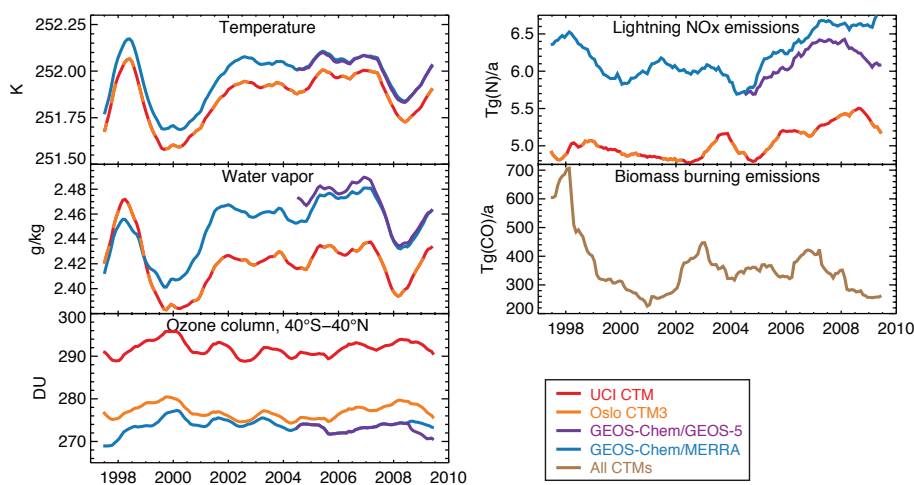 Temperature
252.25
252.00
251.75
251.50
K
Water vapor
2.48
2.46
2.44
2.42
2.40
g/kg
Ozone column, 40°S–40°N
300
290
280
270
DU
1998 2000 2002 2004 2006 2008 2010
Lightning NOx emissions
6.5
6.0
5.5
5.0
Tg(N)/a
Biomass burning emissions
700
600
500
400
300
200
Tg(CO)/a
1998 2000 2002 2004 2006 2008 2010
UCI CTM
Oslo CTM3
GEOS-Chem/GEOS-5
GEOS-Chem/MERRA
All CTMs